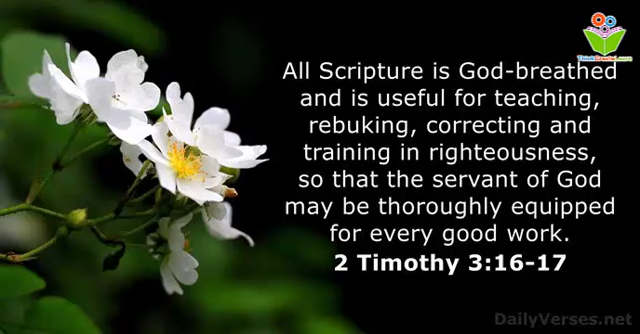 All Scripture is God-breathed
and is useful for teaching,
rebuking, correcting and
training in righteousness,
so that the servant of God
may be thoroughly equipped
for every good work.
2 Timothy 3:16-17
DailyVerses.net